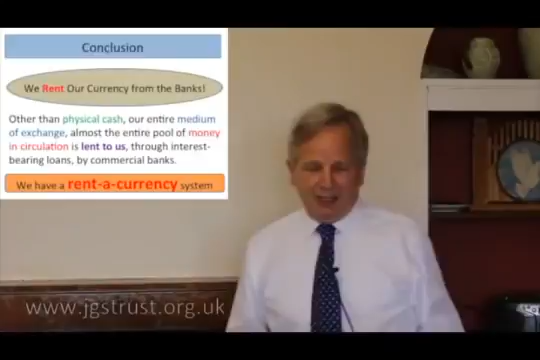 Conclusion
We Rent Our Currency from the Banks!
Other than physical cash, our entire medium
of exchange, almost the entire pool of money
in circulation is lent to us, through interest-
bearing loans, by commercial banks.
We have a rent-a-currency system
www.jgstrust.org.uk